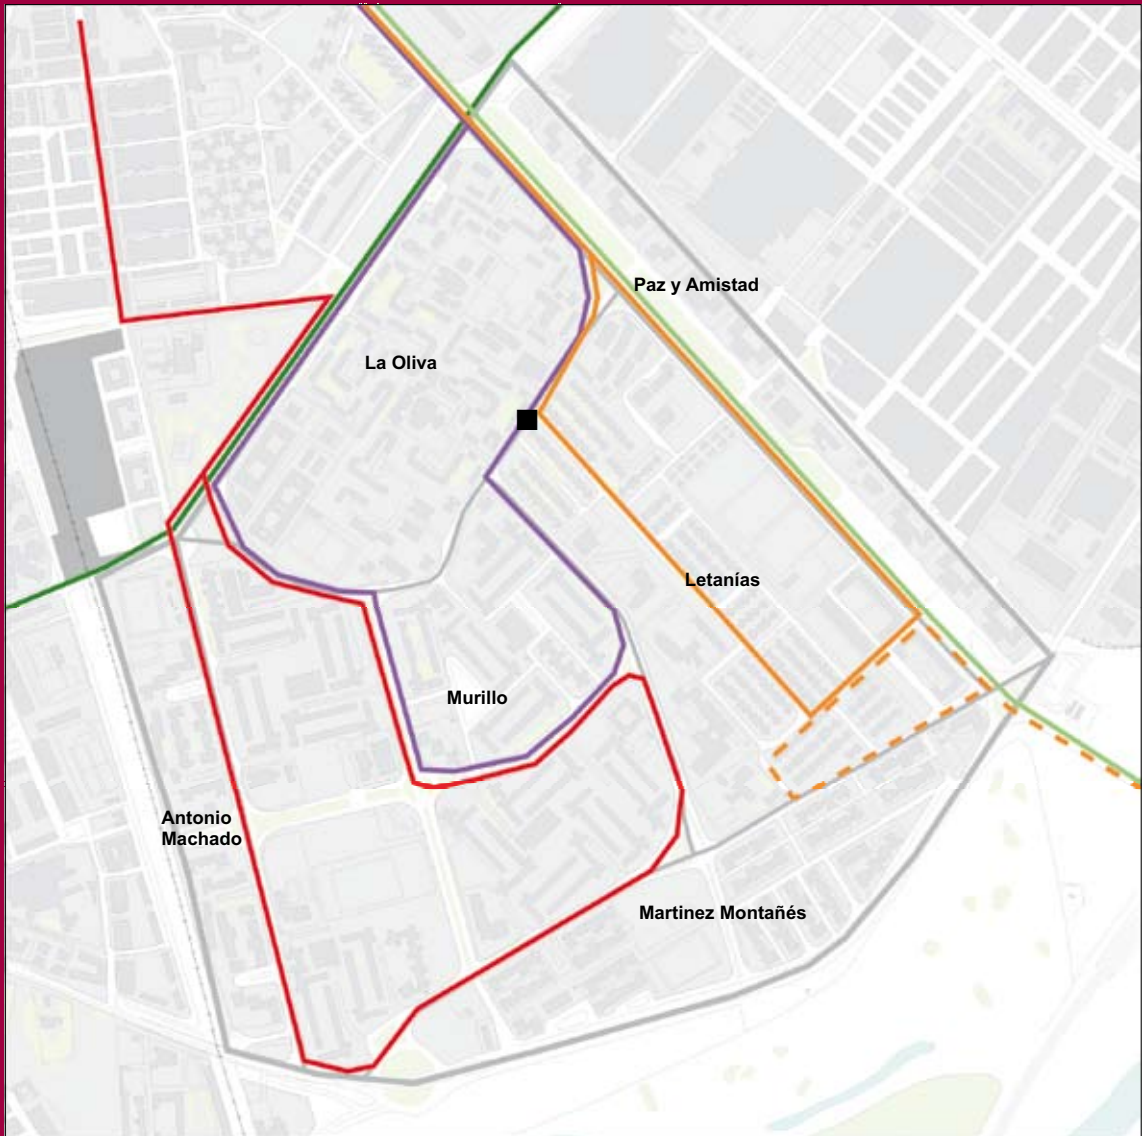 Paz y Amistad
La Oliva
Letanías
Murillo
Antonio
Machado
Martinez Montañés